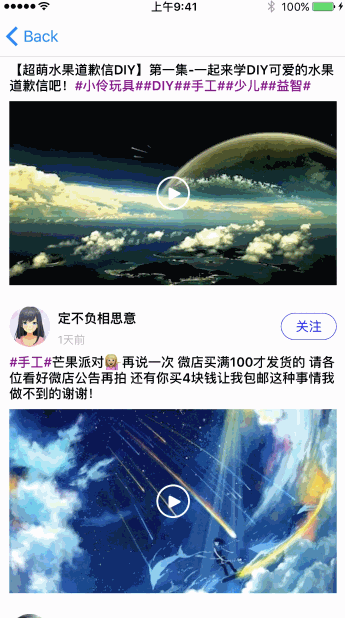 上午9:41
100%
Back
【超萌水果道歉信DIY】第一集-一起来学DIY可爱的水果
道歉信吧！#小伶玩具##DIY##手工##少儿##益智#
定不负相思意
1天前
关注
#手工#芒果派对🙎🏼再说一次 微店买满100才发货的 请各
位看好微店公告再拍 还有你买4块钱让我包邮这种事情我
做不到的谢谢！